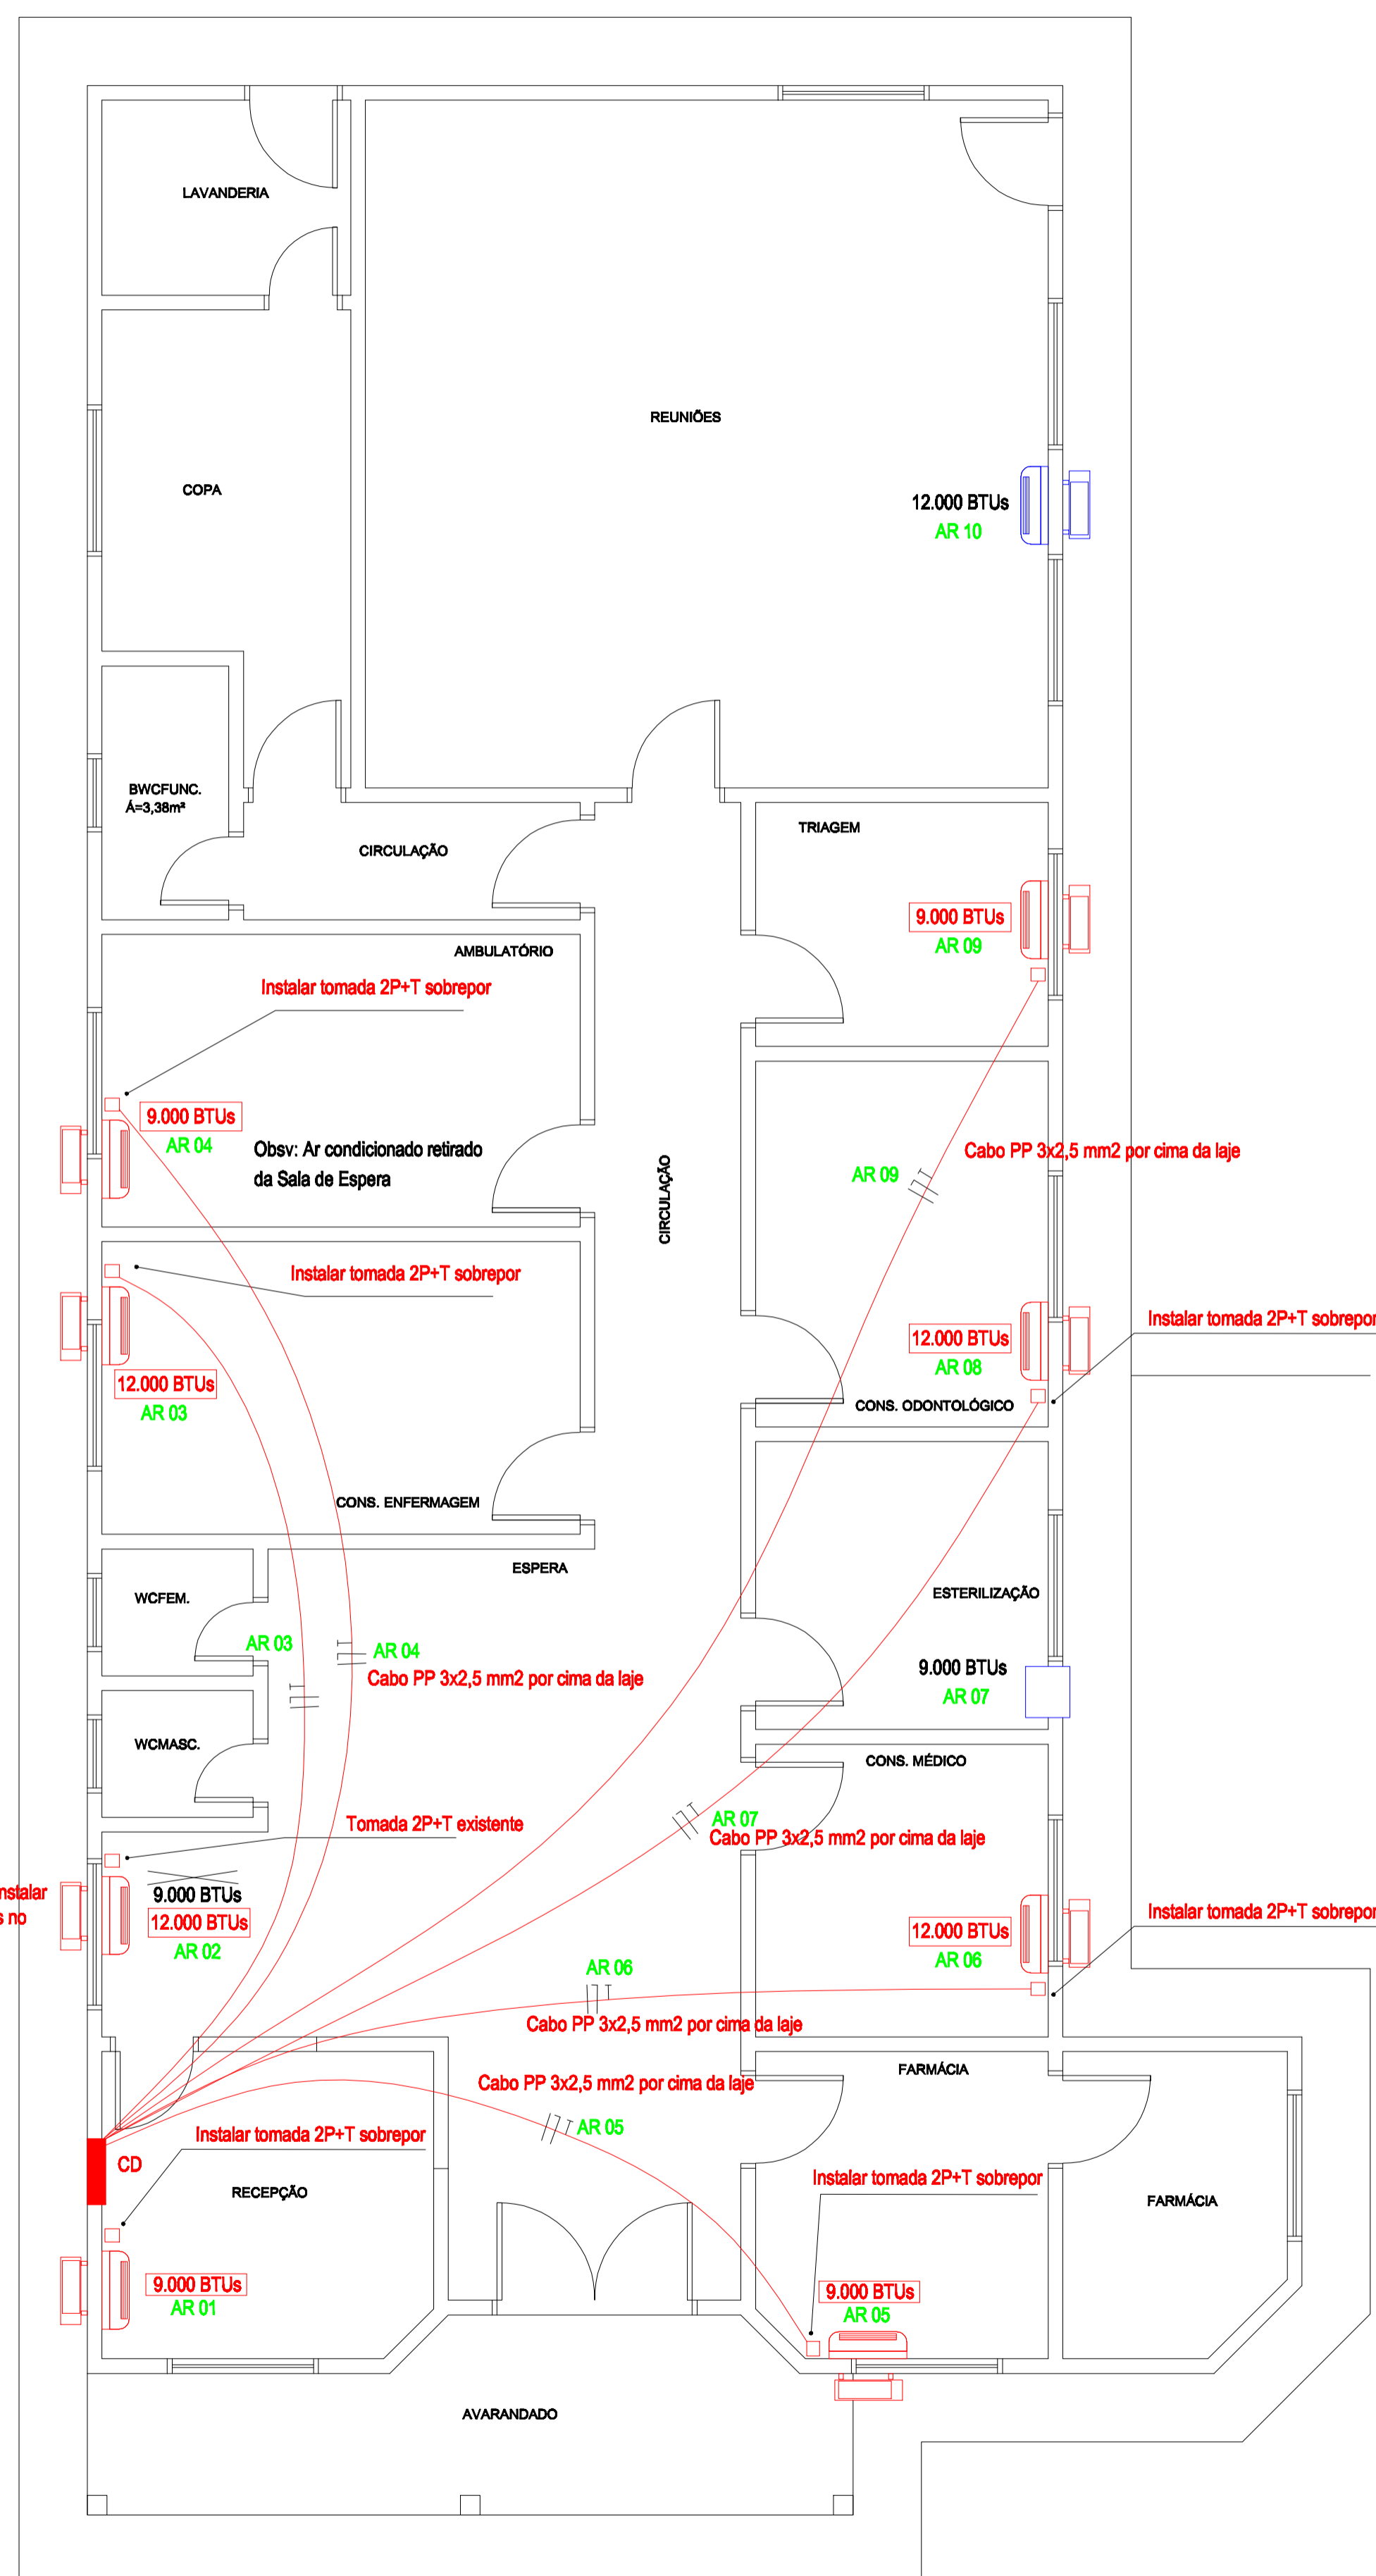 LAVANDERIA
REUNIÕES
COPA
12.000 BTUs
AR 10
BWCFUNC.
Á=3,38m²
CIRCULAÇÃO
TRIAGEM
9.000 BTUs
AR 09
AMBULATÓRIO
Instalar tomada 2P+T sobrepor
9.000 BTUs
AR 04
Obsv: Ar condicionado retirado
da Sala de Espera
CIRCULAÇÃO
AR 09
Cabo PP 3x2,5 mm2 por cima da laje
Instalar tomada 2P+T sobrepor
12.000 BTUs
AR 03
Instalar tomada 2P+T sobrepor
12.000 BTUs
AR 08
CONS. ODONTOLÓGICO
CONS. ENFERMAGEM
ESPERA
WCFEM.
ESTERILIZAÇÃO
AR 03
AR 04
Cabo PP 3x2,5 mm2 por cima da laje
9.000 BTUs
AR 07
WCMASC.
CONS. MÉDICO
Tomada 2P+T existente
AR 07
Cabo PP 3x2,5 mm2 por cima da laje
nstalar
s no
9.000 BTUs
12.000 BTUs
AR 02
Instalar tomada 2P+T sobrepor
12.000 BTUs
AR 06
AR 06
Cabo PP 3x2,5 mm2 por cima da laje
FARMÁCIA
Cabo PP 3x2,5 mm2 por cima da laje
AR 05
Instalar tomada 2P+T sobrepor
CD
RECEPÇÃO
Instalar tomada 2P+T sobrepor
FARMÁCIA
9.000 BTUs
AR 01
9.000 BTUs
AR 05
AVARANDADO